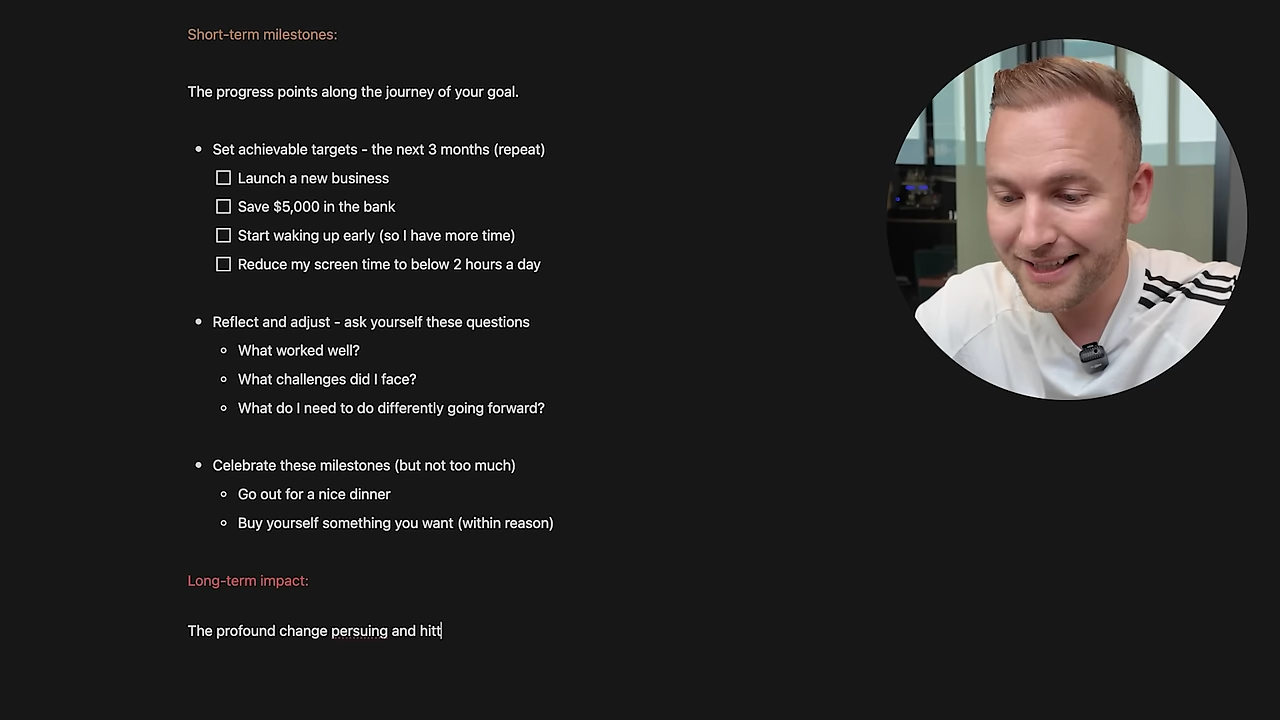 Short-term milestones:
The progress points along the journey of your goal.
Set achievable targets - the next 3 months (repeat)
Launch a new business
Save $5,000 in the bank
Start waking up early (so I have more time)
Reduce my screen time to below 2 hours a day
Reflect and adjust - ask yourself these questions
What worked well?
What challenges did I face?
What do I need to do differently going forward?
Celebrate these milestones (but not too much)
Go out for a nice dinner
Buy yourself something you want (within reason)
Long-term impact:
The profound change persuing and hitt